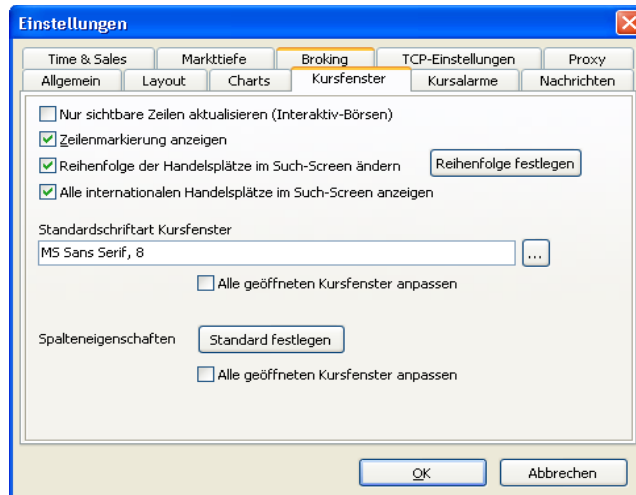 Einstellungen
Time & Sales Markttiefe Broking TCP-Einstellungen Proxy
Allgemein Layout Charts Kursfenster Kursalarme Nachrichten
Nur sichtbare Zeilen aktualisieren (Interaktiv-Börsen)
Zeilenmarkierung anzeigen
Reihenfolge der Handelsplätze im Such-Screen ändern Reihenfolge festlegen
Alle internationalen Handelsplätze im Such-Screen anzeigen
Standardschriftart Kursfenster
MS Sans Serif, 8 ...
Alle geöffneten Kursfenster anpassen
Spalteneigenschaften Standard festlegen
Alle geöffneten Kursfenster anpassen
OK Abbrechen